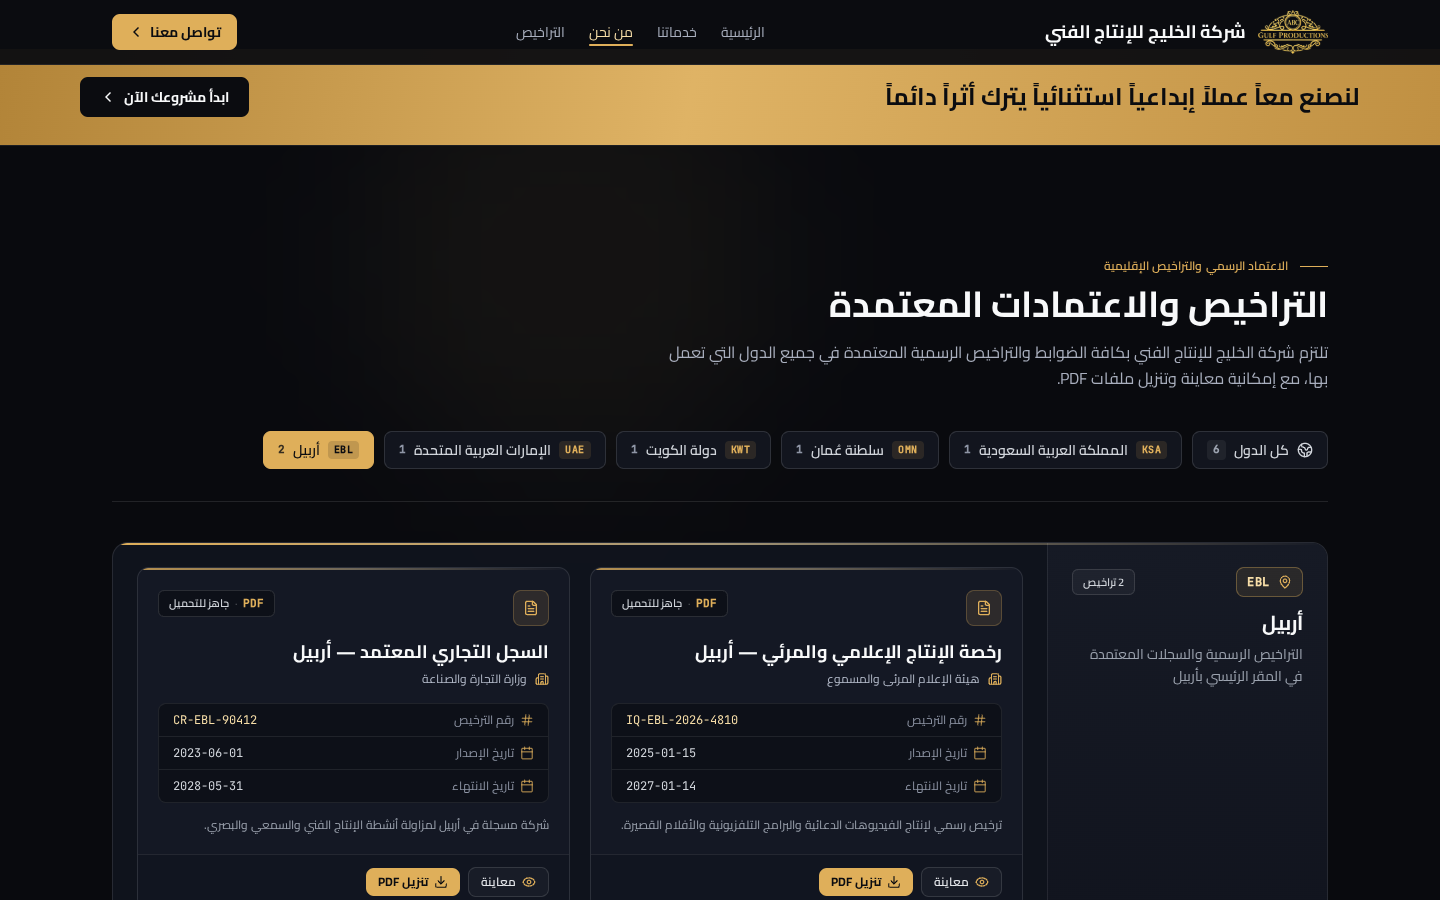 ABC
GULF PRODUCTIONS
شركة الخليج للإنتاج الفني
الرئيسية
خدماتنا
من نحن
التراخيص
تواصل معنا
لنصنع معاً عملاً إبداعياً استثنائياً يترك أثراً دائماً
ابدأ مشروعك الآن
الاعتماد الرسمي والتراخيص الإقليمية
التراخيص والاعتمادات المعتمدة
تلتزم شركة الخليج للإنتاج الفني بكافة الضوابط والتراخيص الرسمية المعتمدة في جميع الدول التي تعمل
بها، مع إمكانية معاينة وتنزيل ملفات PDF.
كل الدول 6
KSA المملكة العربية السعودية 1
OMN سلطنة عُمان 1
KWT دولة الكويت 1
UAE الإمارات العربية المتحدة 1
EBL أربيل 2
EBL
2 تراخيص
أربيل
التراخيص الرسمية والسجلات المعتمدة
في المقر الرئيسي بأربيل
PDF · جاهز للتحميل
رخصة الإنتاج الإعلامي والمرئي — أربيل
هيئة الإعلام المرئي والمسموع
رقم الترخيص IQ-EBL-2026-4810
تاريخ الإصدار 2025-01-15
تاريخ الانتهاء 2027-01-14
ترخيص رسمي لإنتاج الفيديوهات الدعائية والبرامج التلفزيونية والأفلام القصيرة.
معاينة
تنزيل PDF
PDF · جاهز للتحميل
السجل التجاري المعتمد — أربيل
وزارة التجارة والصناعة
رقم الترخيص CR-EBL-90412
تاريخ الإصدار 2023-06-01
تاريخ الانتهاء 2028-05-31
شركة مسجلة في أربيل لمزاولة أنشطة الإنتاج الفني والسمعي والبصري.
معاينة
تنزيل PDF